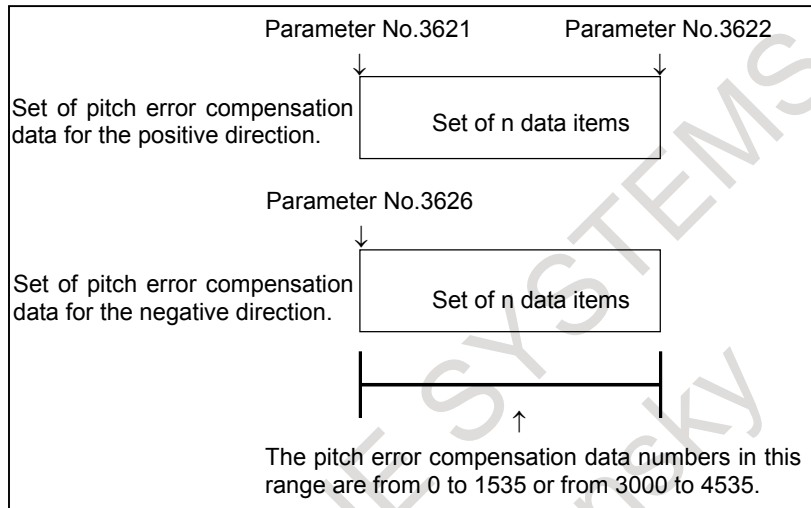 Parameter No.3621 Parameter No.3622
↓ ↓
Set of pitch error compensation
data for the positive direction.
Set of n data items
Parameter No.3626
↓
Set of pitch error compensation
data for the negative direction.
Set of n data items
↑
The pitch error compensation data numbers in this
range are from 0 to 1535 or from 3000 to 4535.